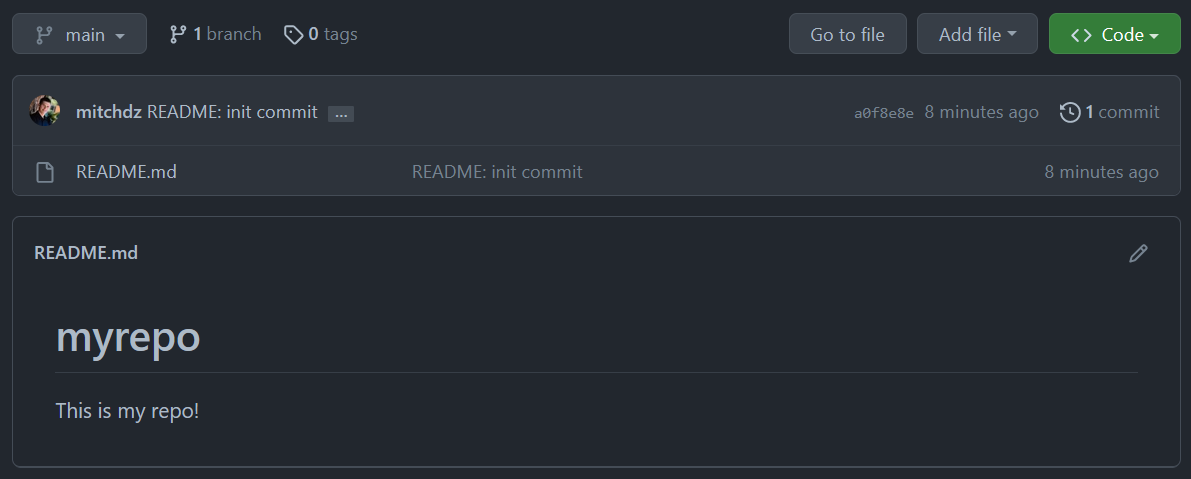 main 1 branch 0 tags Go to file Add file Code
mitchdz README: init commit ... a0f8e8e 8 minutes ago 1 commit
README.md README: init commit 8 minutes ago
README.md
myrepo
This is my repo!